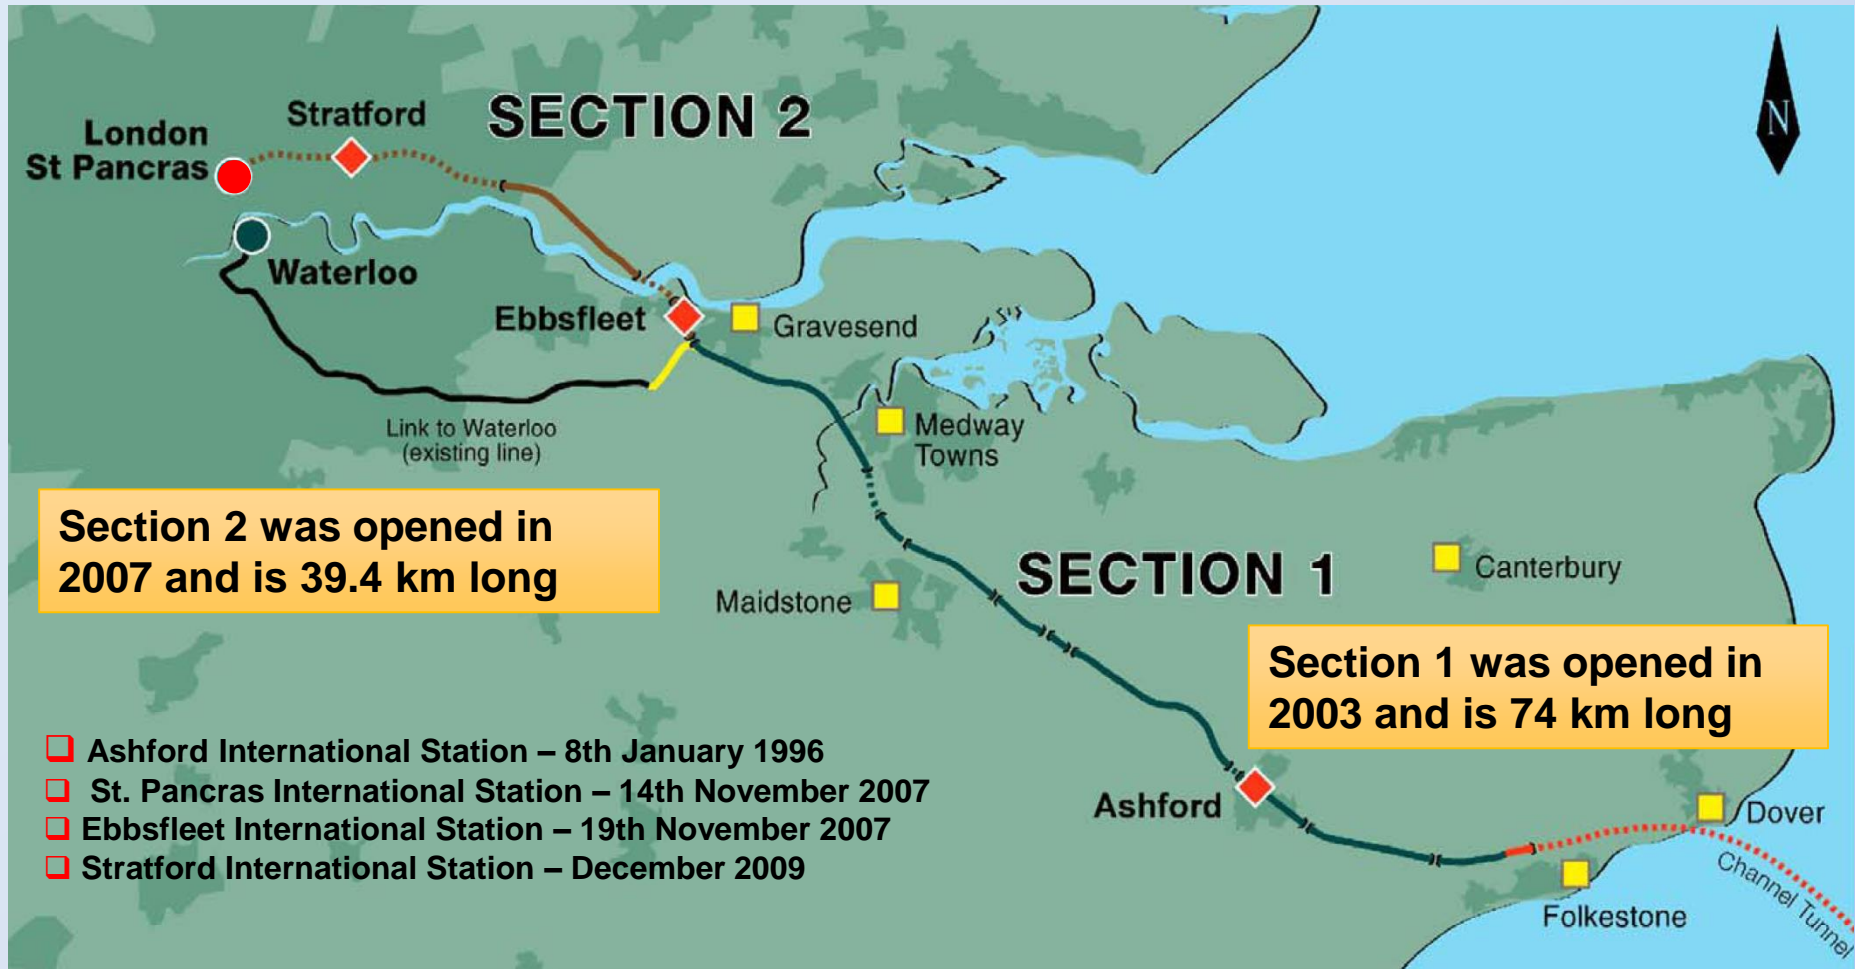 SECTION 2
Stratford
London
St Pancras
N
Waterloo
Ebbsfleet
Gravesend
Link to Waterloo
(existing line)
Medway
Towns
Section 2 was opened in
2007 and is 39.4 km long
SECTION 1
Canterbury
Maidstone
Section 1 was opened in
2003 and is 74 km long
Ashford International Station – 8th January 1996
St. Pancras International Station – 14th November 2007
Ebbsfleet International Station – 19th November 2007
Stratford International Station – December 2009
Ashford
Dover
Channel Tunnel
Folkestone